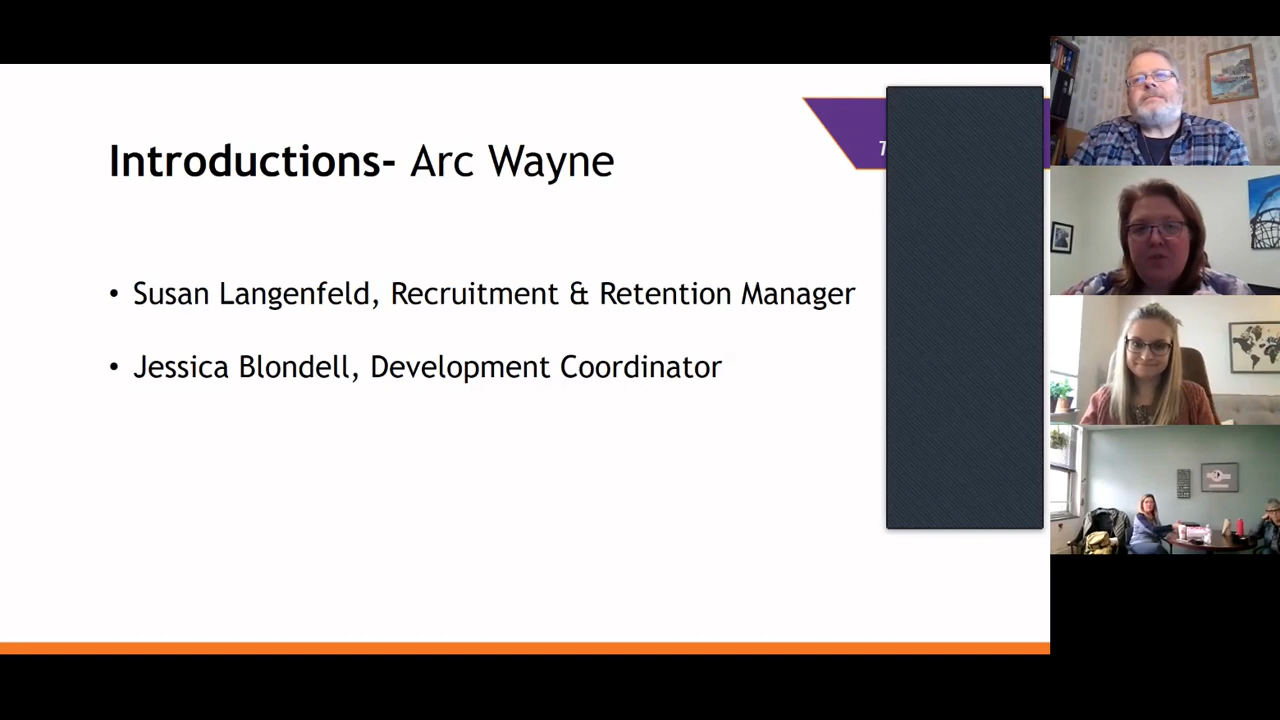 Introductions- Arc Wayne
• Susan Langenfeld, Recruitment & Retention Manager
• Jessica Blondell, Development Coordinator